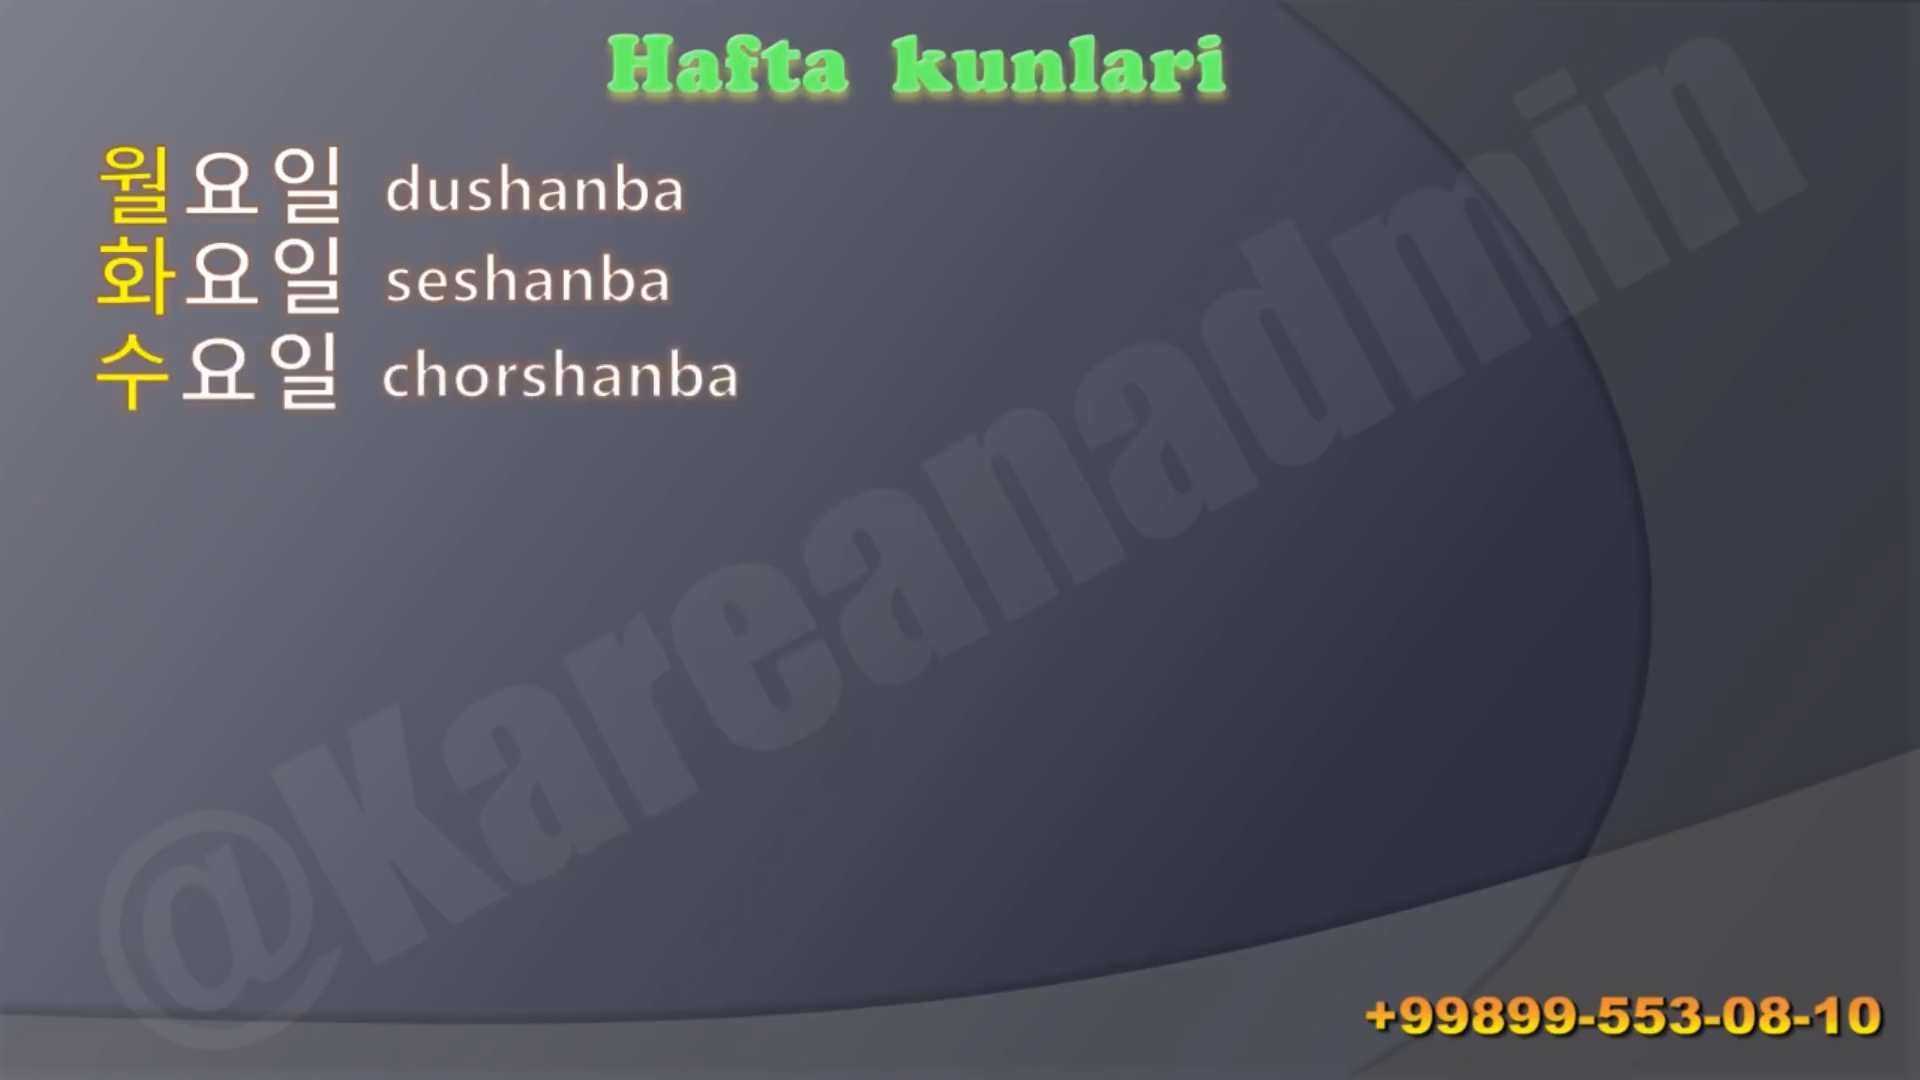 Hafta kunlari
월요일 dushanba
화요일 seshanba
수요일 chorshanba
@Kareanadmin
+99899-553-08-10